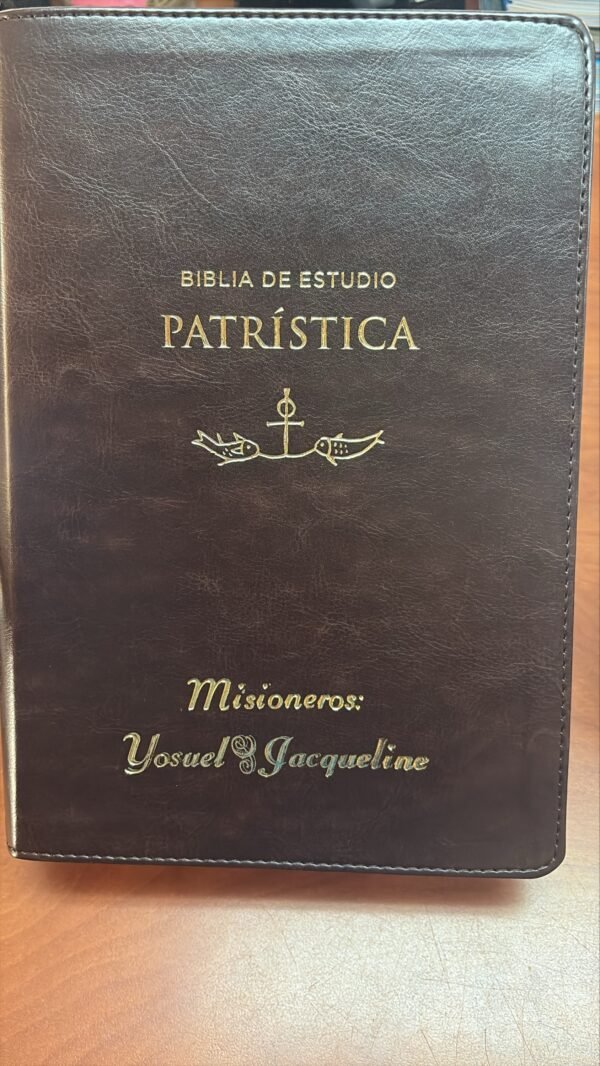 BIBLIA DE ESTUDIO
PATRÍSTICA
Misioneros:
Yosuel & Jacqueline